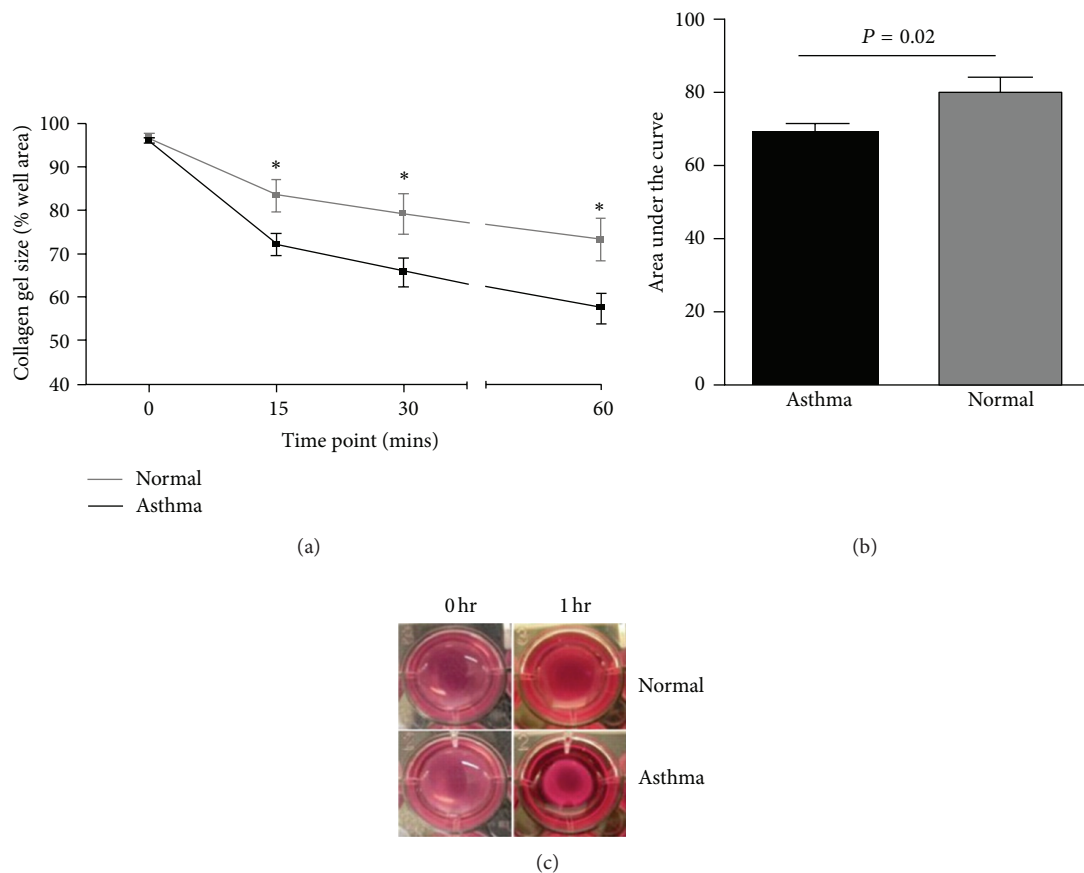 100
90
80
70
60
50
40
Collagen gel size (% well area)
*
*
*
0
15
30
60
Time point (mins)
Normal
Asthma
(a)
100
80
60
40
20
0
Area under the curve
P = 0.02
Asthma
Normal
(b)
0 hr
1 hr
Normal
Asthma
(c)